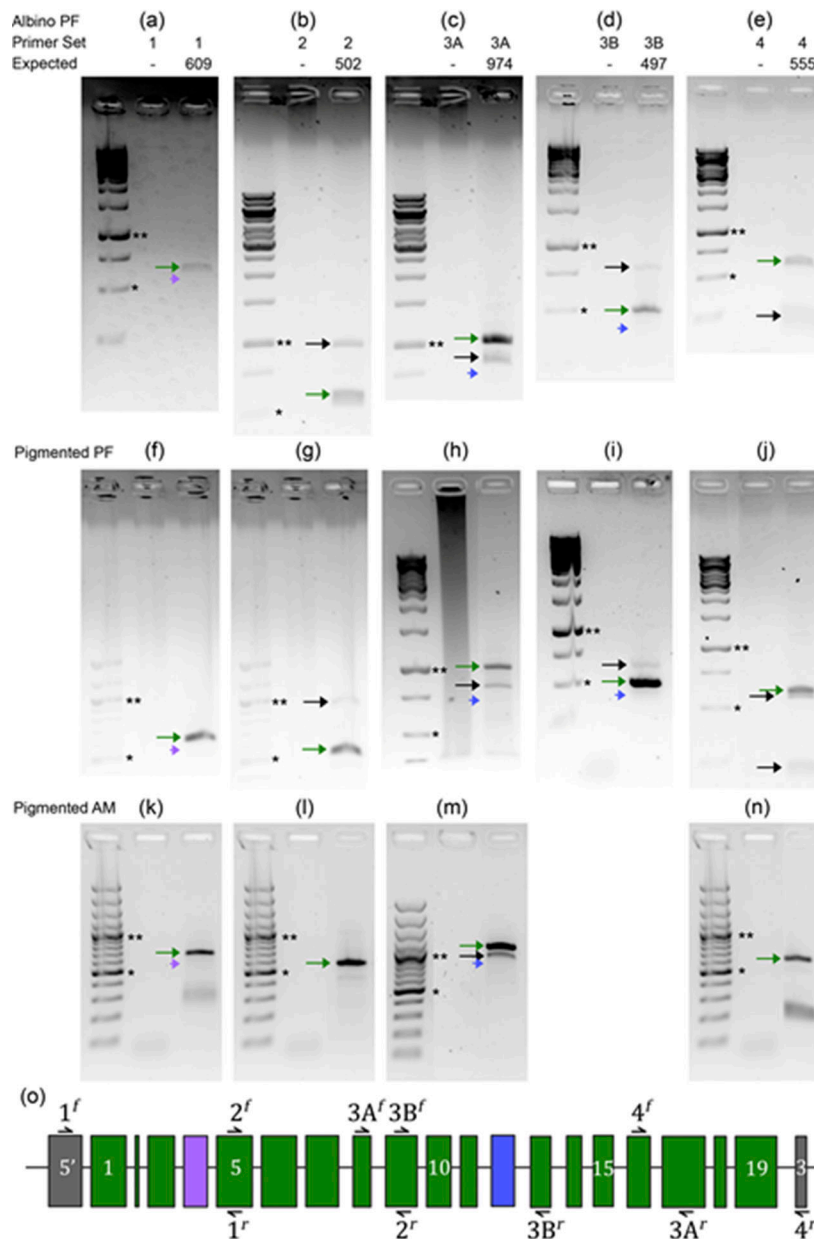 Albino PF (a) (b) (c) (d) (e)
Primer Set 1 1 2 2 3A 3A 3B 3B 4 4
Expected - 609 - 502 - 974 - 497 - 555
** ** ** ** **
* * * *
Pigmented PF (f) (g) (h) (i) (j)
** ** ** ** **
* * * * *
Pigmented AM (k) (l) (m) (n)
** ** ** **
* * * *
(o)
1f 2f 3Af 3Bf 4f
5' 1 5 10 15 19 3
1r 2r 3Br 3Ar 4r